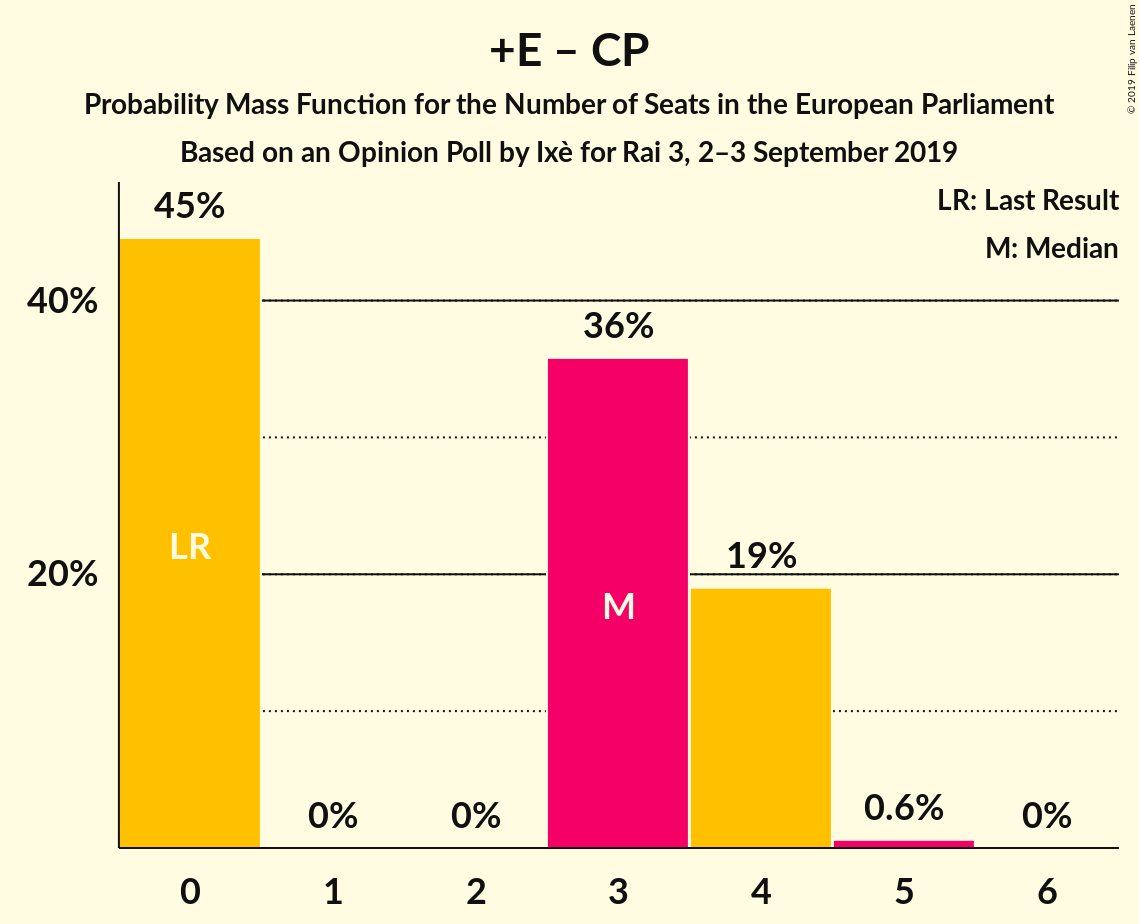 +E – CP
Probability Mass Function for the Number of Seats in the European Parliament
Based on an Opinion Poll by Ixè for Rai 3, 2–3 September 2019
© 2019 Filip van Laenen
LR: Last Result
M: Median
45%
40%
36%
LR
19%
20%
M
0%
0%
0.6%
0%
0 1 2 3 4 5 6